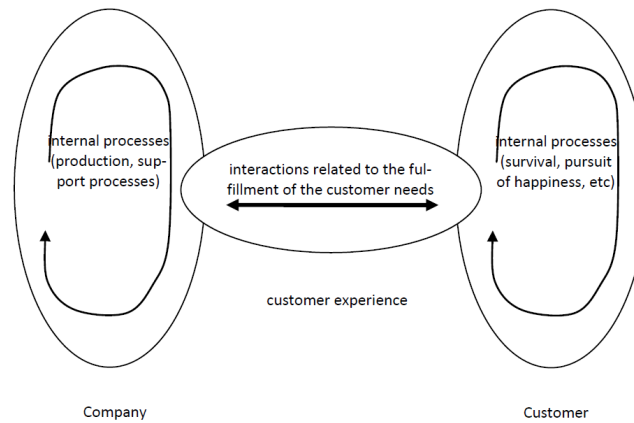 internal processes
(production, sup-
port processes)
interactions related to the ful-
fillment of the customer needs
internal processes
(survival, pursuit
of happiness, etc)
customer experience
Company
Customer